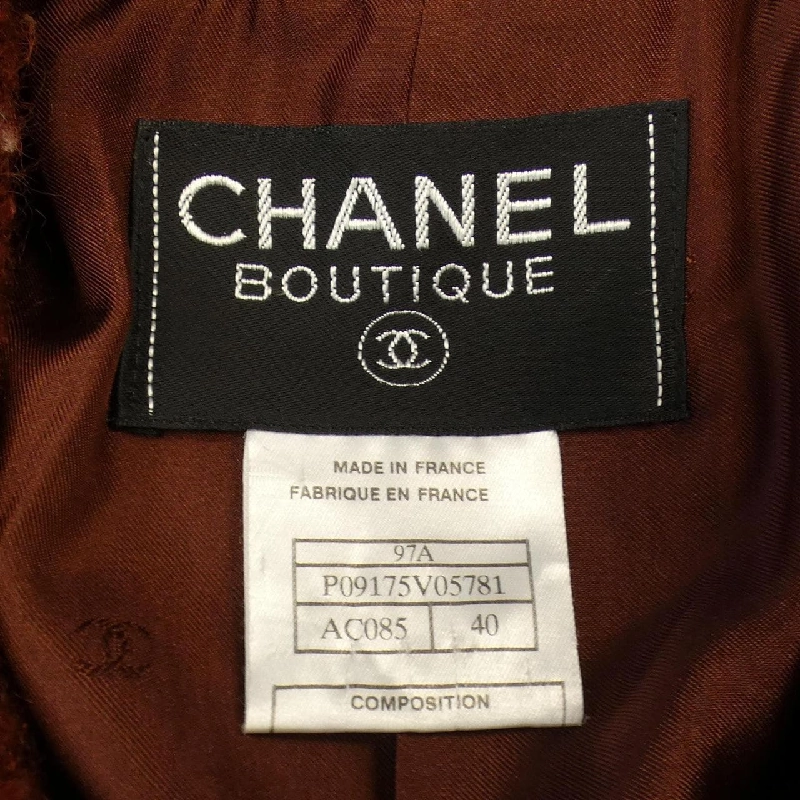 CHANEL
BOUTIQUE
MADE IN FRANCE
FABRIQUE EN FRANCE
97A
P09175V05781
AC085 40
COMPOSITION